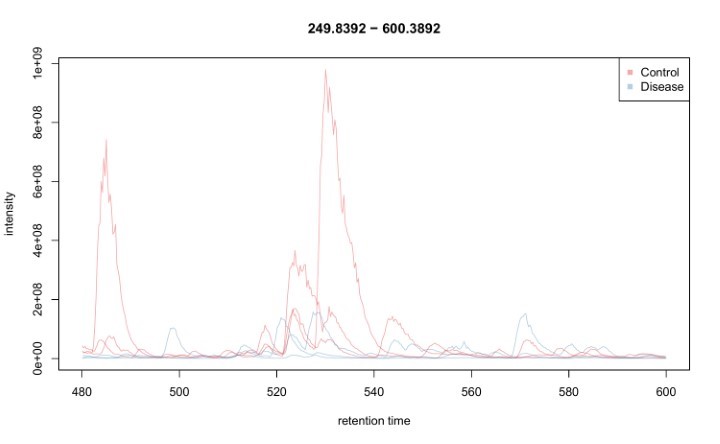 249.8392 − 600.3892
Control
Disease
intensity
0e+00 2e+08 4e+08 6e+08 8e+08 1e+09
480 500 520 540 560 580 600
retention time